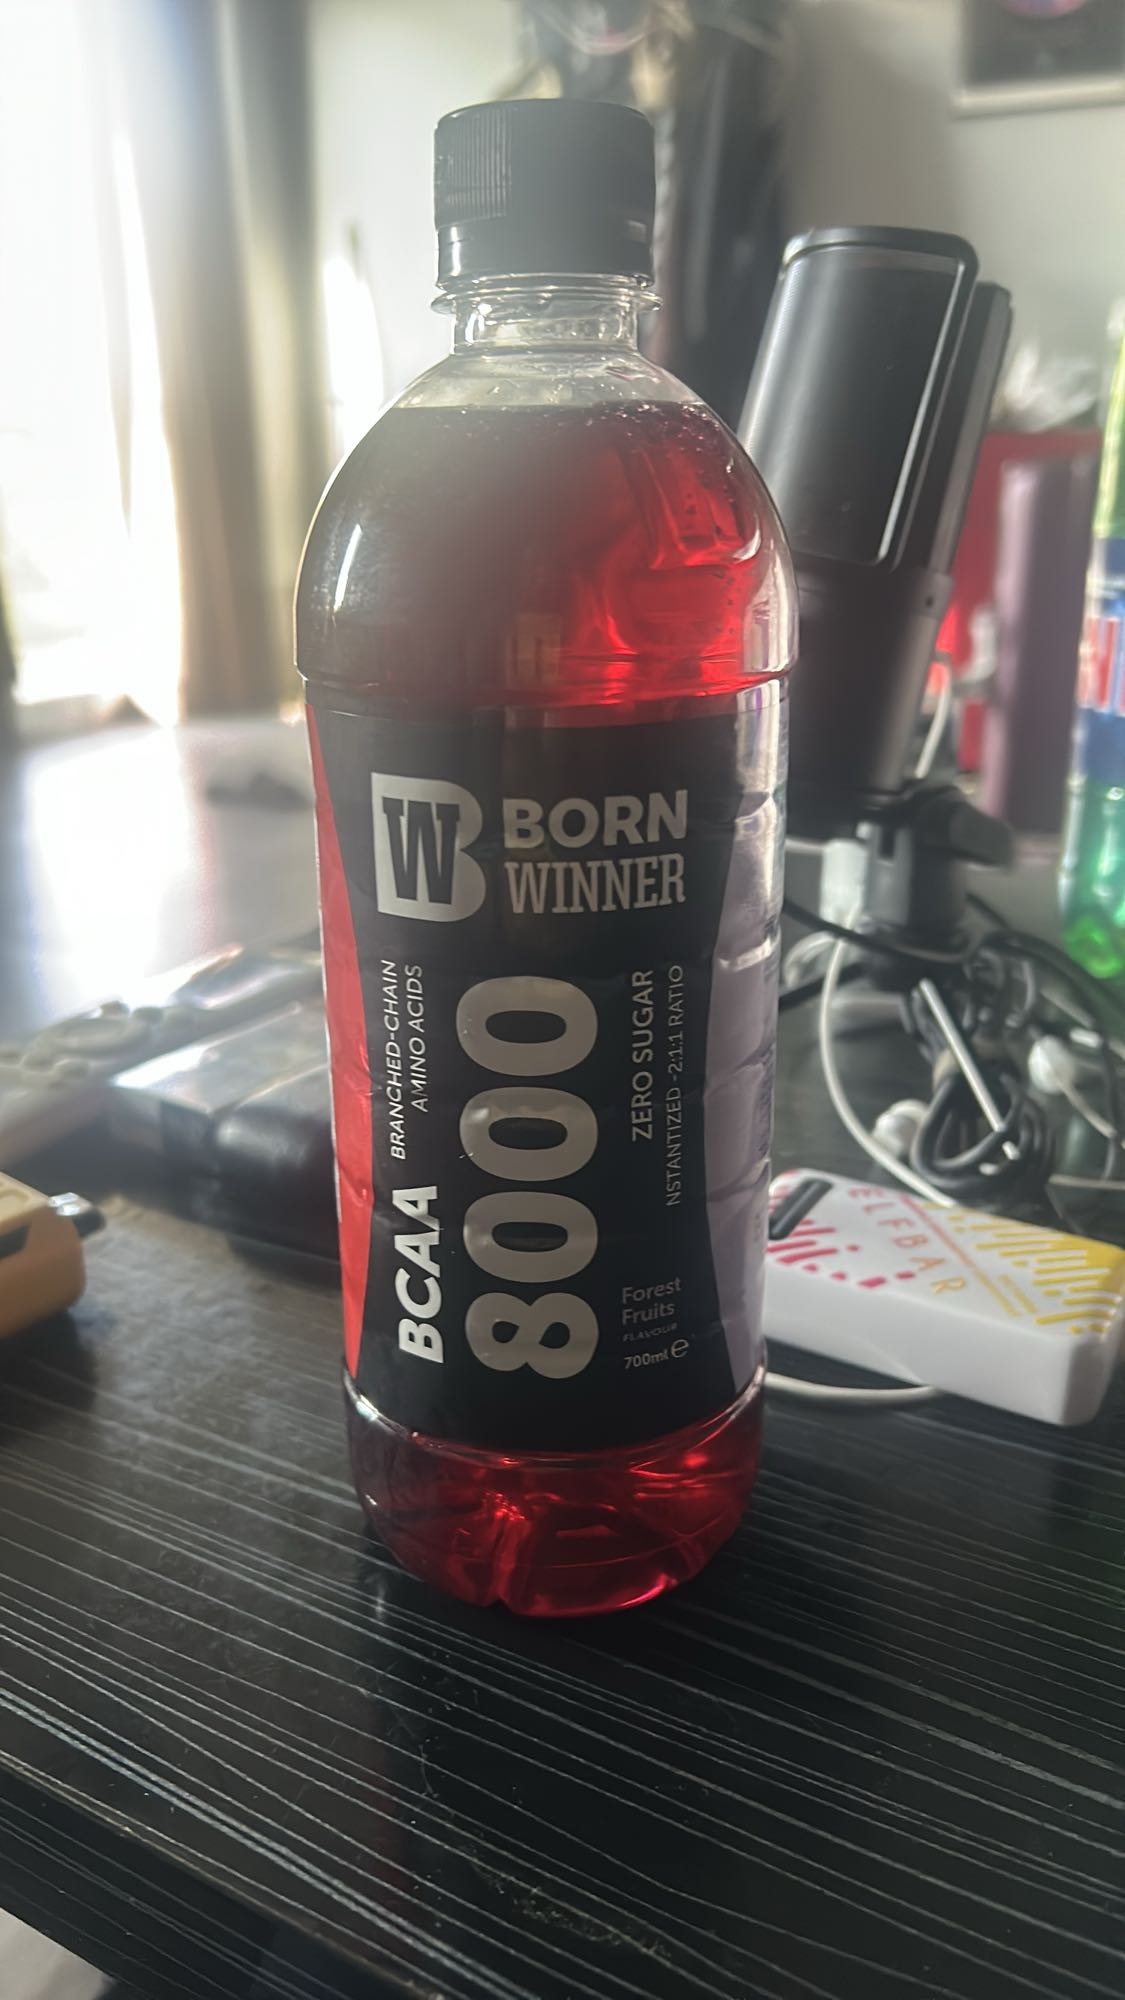 W
BORN
WINNER
BRANCHED-CHAIN
AMINO ACIDS
BCAA
8000
ZERO SUGAR
NSTANTIZED -2:1:1 RATIO
Forest
Fruits
FLAVOUR
700ml e
ELFBAR